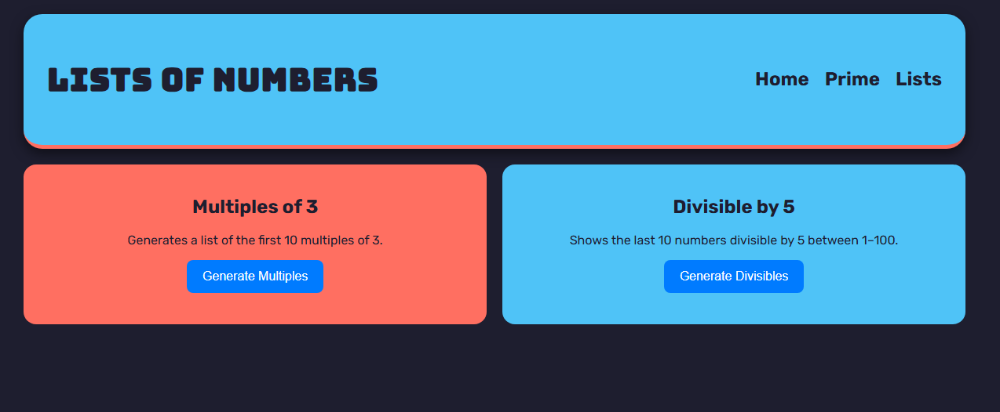 LISTS OF NUMBERS
Home Prime Lists
Multiples of 3
Generates a list of the first 10 multiples of 3.
Generate Multiples
Divisible by 5
Shows the last 10 numbers divisible by 5 between 1–100.
Generate Divisibles